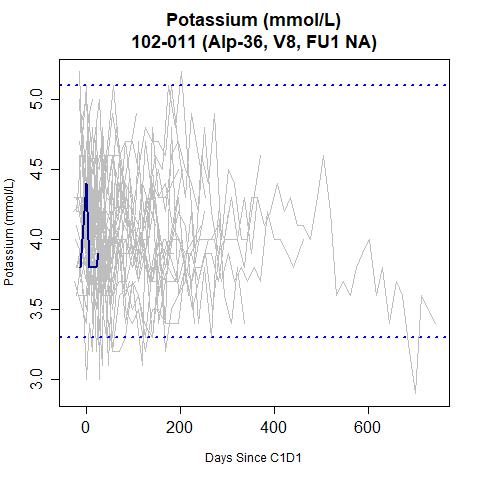 Potassium (mmol/L)
102-011 (Alp-36, V8, FU1 NA)
Potassium (mmol/L)
5.0
4.5
4.0
3.5
3.0
0
200
400
600
Days Since C1D1